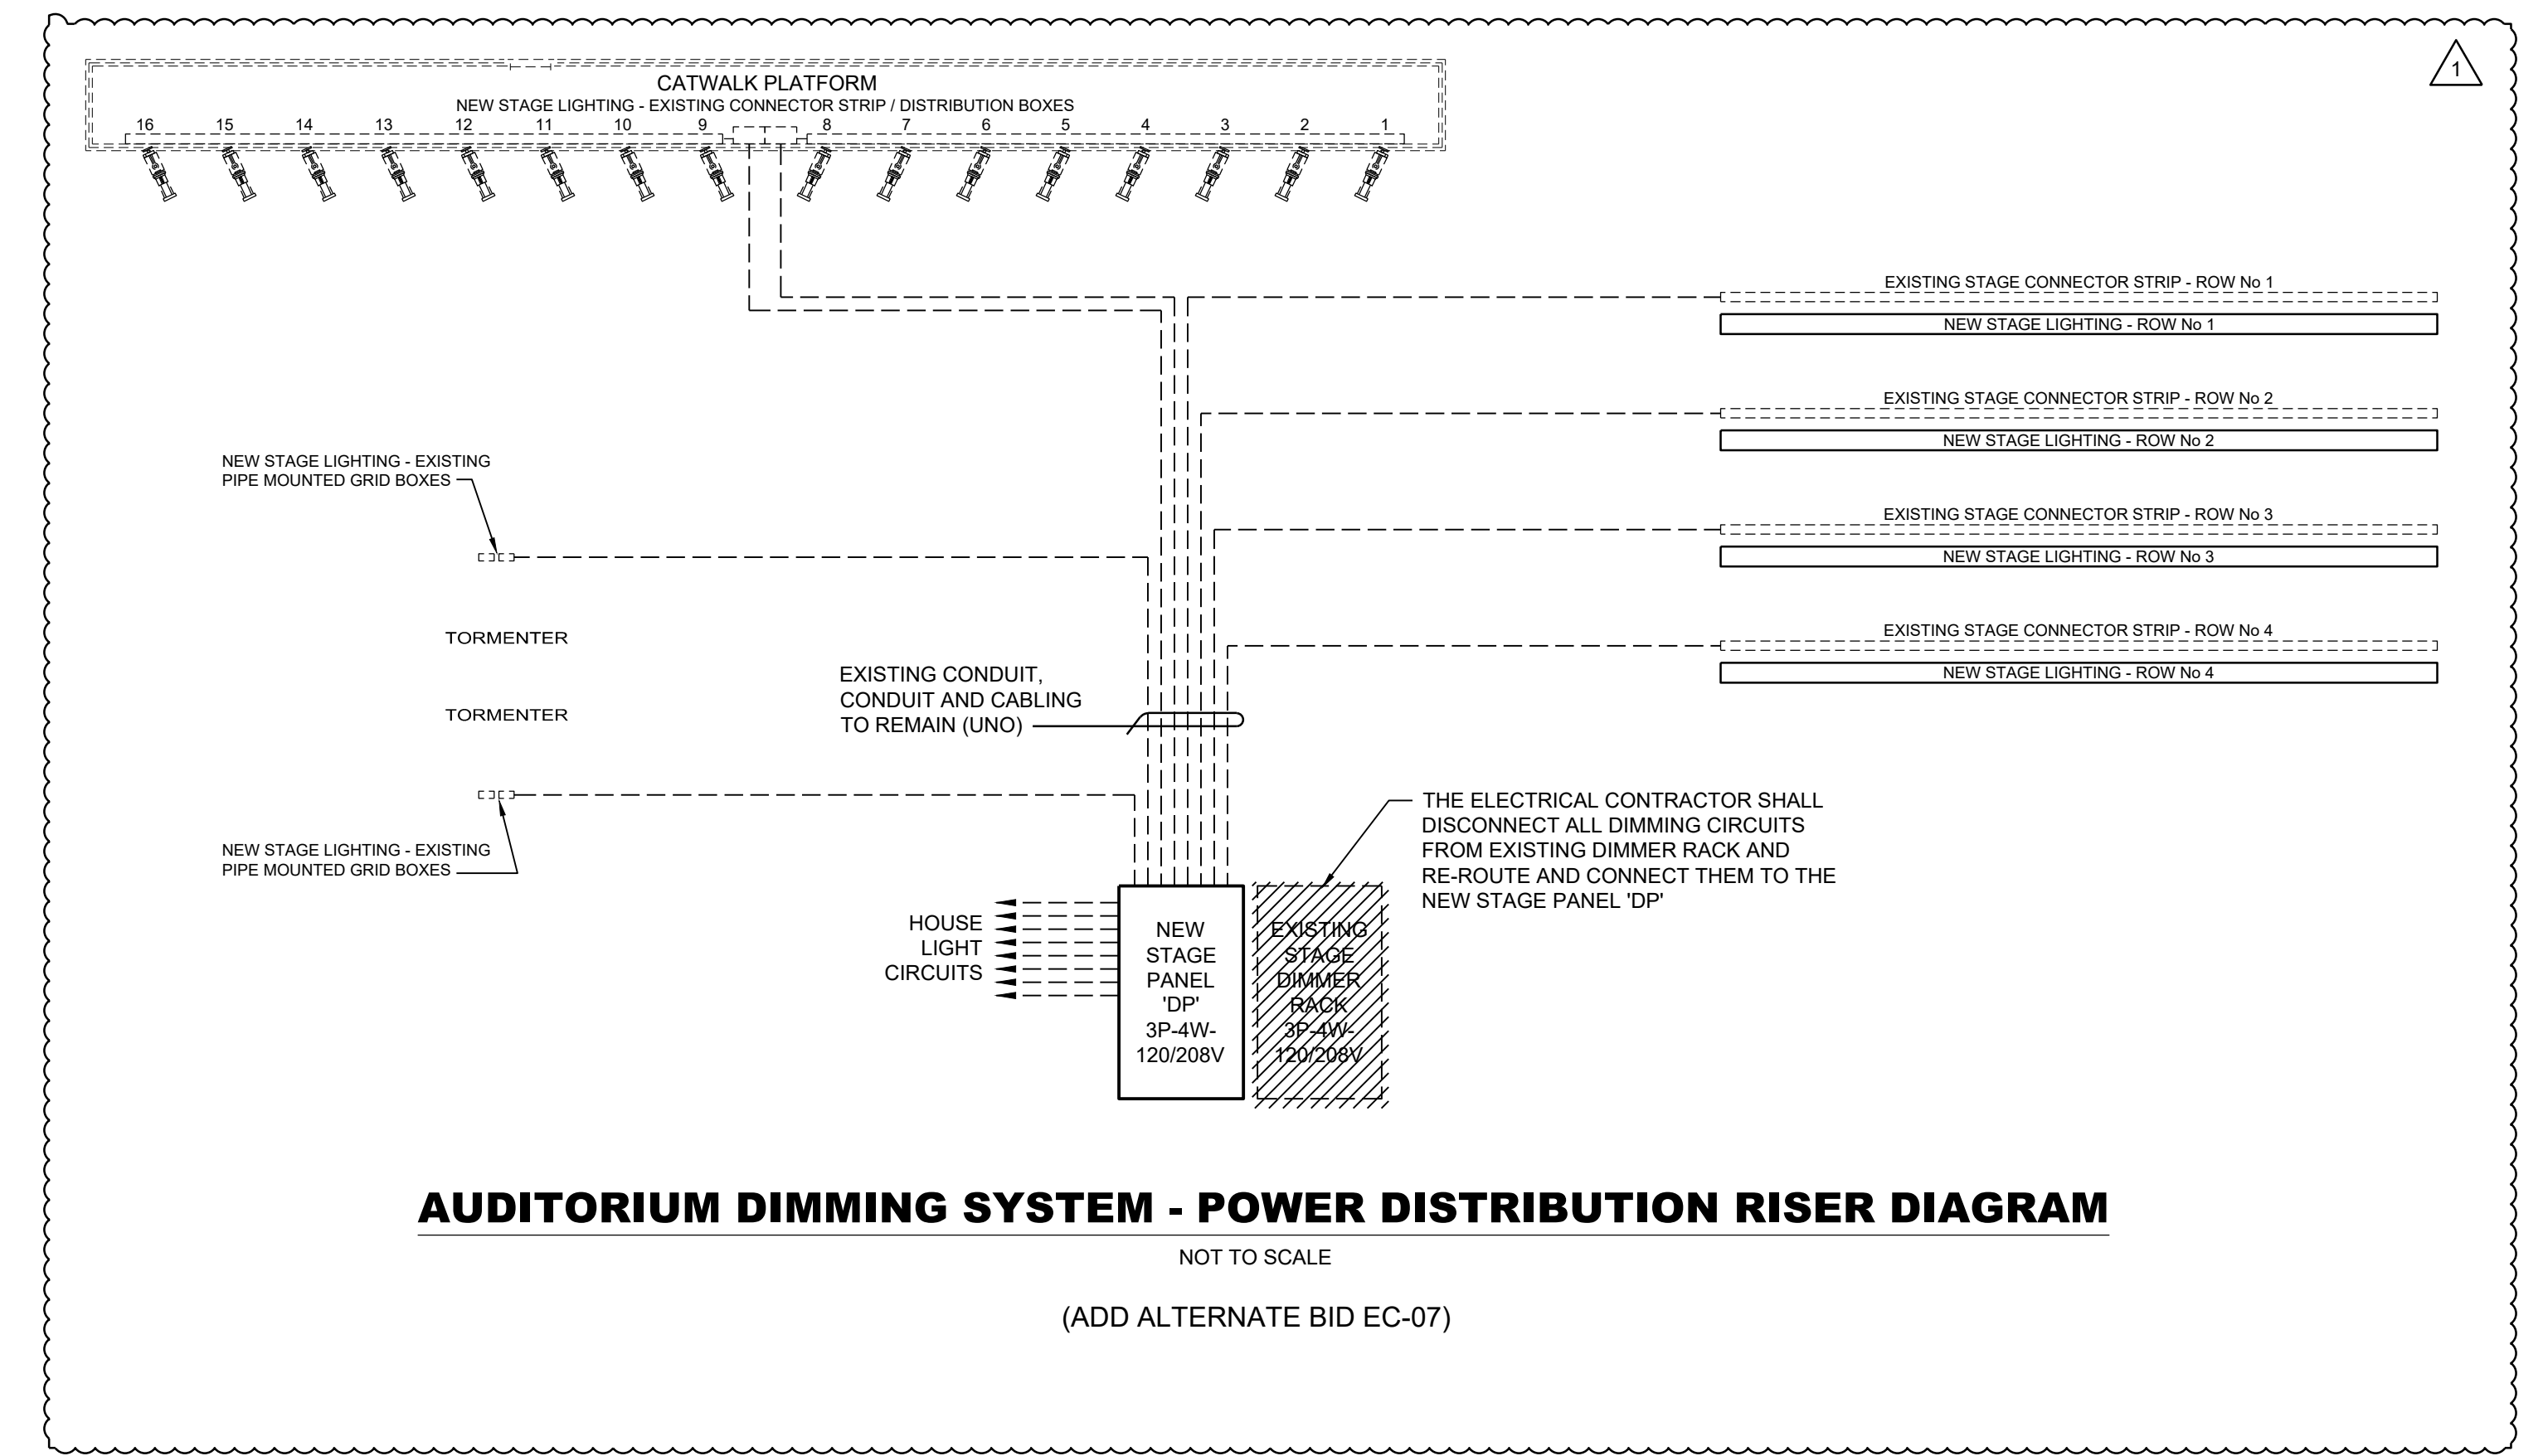 1
CATWALK PLATFORM
NEW STAGE LIGHTING - EXISTING CONNECTOR STRIP / DISTRIBUTION BOXES
16 15 14 13 12 11 10 9 8 7 6 5 4 3 2 1
EXISTING STAGE CONNECTOR STRIP - ROW No 1
NEW STAGE LIGHTING - ROW No 1
EXISTING STAGE CONNECTOR STRIP - ROW No 2
NEW STAGE LIGHTING - ROW No 2
NEW STAGE LIGHTING - EXISTING
PIPE MOUNTED GRID BOXES
EXISTING STAGE CONNECTOR STRIP - ROW No 3
NEW STAGE LIGHTING - ROW No 3
TORMENTER
EXISTING STAGE CONNECTOR STRIP - ROW No 4
NEW STAGE LIGHTING - ROW No 4
TORMENTER
EXISTING CONDUIT,
CONDUIT AND CABLING
TO REMAIN (UNO)
NEW STAGE LIGHTING - EXISTING
PIPE MOUNTED GRID BOXES
THE ELECTRICAL CONTRACTOR SHALL
DISCONNECT ALL DIMMING CIRCUITS
FROM EXISTING DIMMER RACK AND
RE-ROUTE AND CONNECT THEM TO THE
NEW STAGE PANEL 'DP'
HOUSE
LIGHT
CIRCUITS
NEW
STAGE
PANEL
'DP'
3P-4W-
120/208V
EXISTING
STAGE
DIMMER
RACK
3P-4W-
120/208V
AUDITORIUM DIMMING SYSTEM - POWER DISTRIBUTION RISER DIAGRAM
NOT TO SCALE
(ADD ALTERNATE BID EC-07)